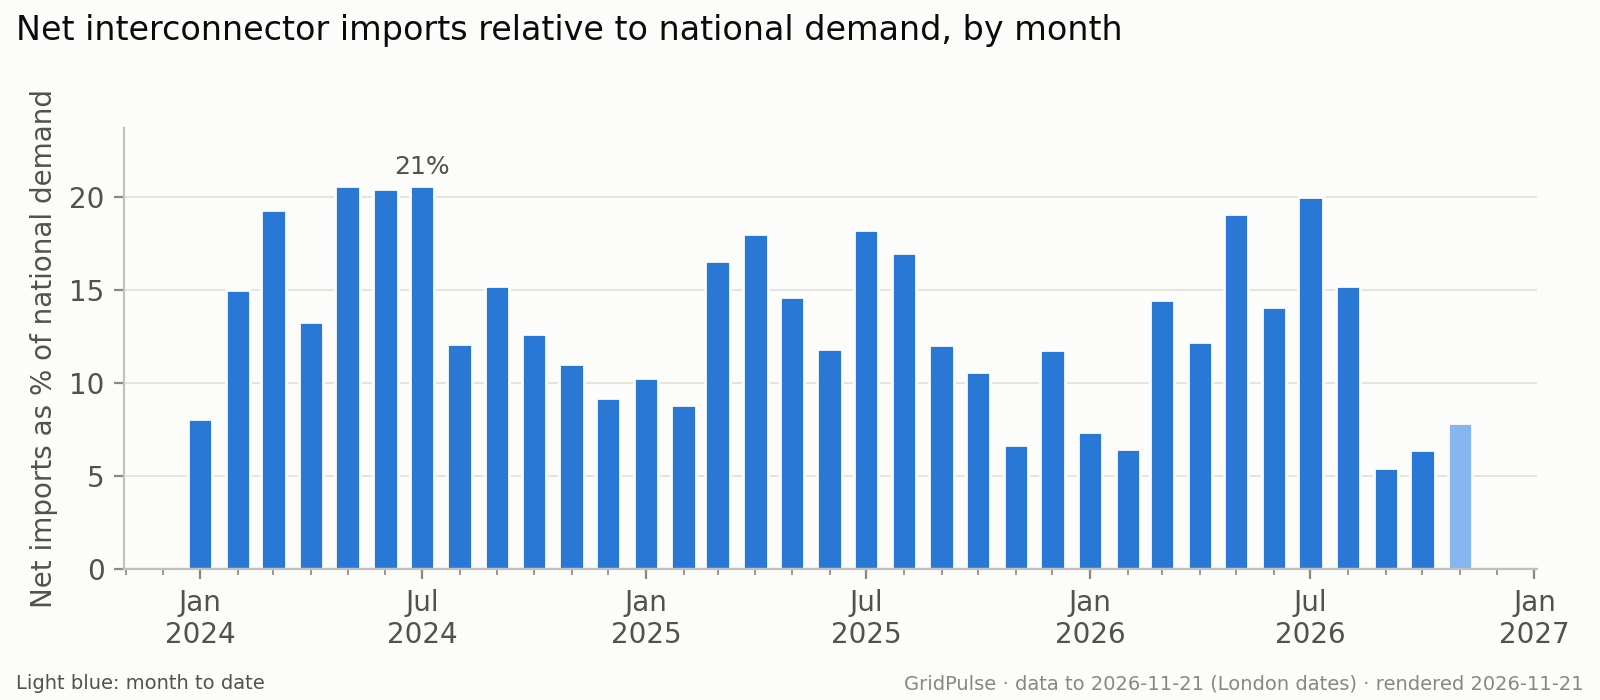 Net interconnector imports relative to national demand, by month
Net imports as % of national demand
21%
20
15
10
5
0
Jan
2024
Jul
2024
Jan
2025
Jul
2025
Jan
2026
Jul
2026
Jan
2027
Light blue: month to date
GridPulse · data to 2026-11-21 (London dates) · rendered 2026-11-21